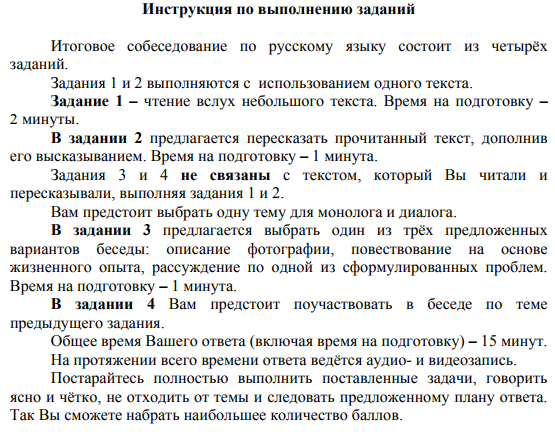 Инструкция по выполнению заданий
Итоговое собеседование по русскому языку состоит из четырёх
заданий.
Задания 1 и 2 выполняются с использованием одного текста.
Задание 1 – чтение вслух небольшого текста. Время на подготовку –
2 минуты.
В задании 2 предлагается пересказать прочитанный текст, дополнив
его высказыванием. Время на подготовку – 1 минута.
Задания 3 и 4 не связаны с текстом, который Вы читали и
пересказывали, выполняя задания 1 и 2.
Вам предстоит выбрать одну тему для монолога и диалога.
В задании 3 предлагается выбрать один из трёх предложенных
вариантов беседы: описание фотографии, повествование на основе
жизненного опыта, рассуждение по одной из сформулированных проблем.
Время на подготовку – 1 минута.
В задании 4 Вам предстоит поучаствовать в беседе по теме
предыдущего задания.
Общее время Вашего ответа (включая время на подготовку) – 15 минут.
На протяжении всего времени ответа ведётся аудио- и видеозапись.
Постарайтесь полностью выполнить поставленные задачи, говорить
ясно и чётко, не отходить от темы и следовать предложенному плану ответа.
Так Вы сможете набрать наибольшее количество баллов.